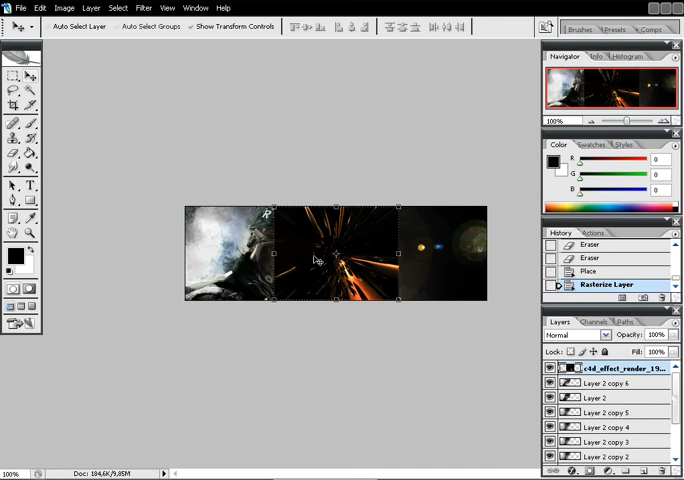 File Edit Image Layer Select Filter View Window Help
Auto Select Layer Auto Select Groups Show Transform Controls
Brushes Presets Comps
Navigator Info Histogram
100%
Color Swatches Styles
R 0
G 0
B 0
History Actions
Eraser
Eraser
Place
Rasterize Layer
Layers Channels Paths
Normal Opacity: 100%
Lock: Fill: 100%
c4d_effect_render_19...
Layer 2 copy 6
Layer 2
Layer 2 copy 5
Layer 2 copy 4
Layer 2 copy 3
Layer 2 copy 2
100% Doc: 184,6K/9,85M